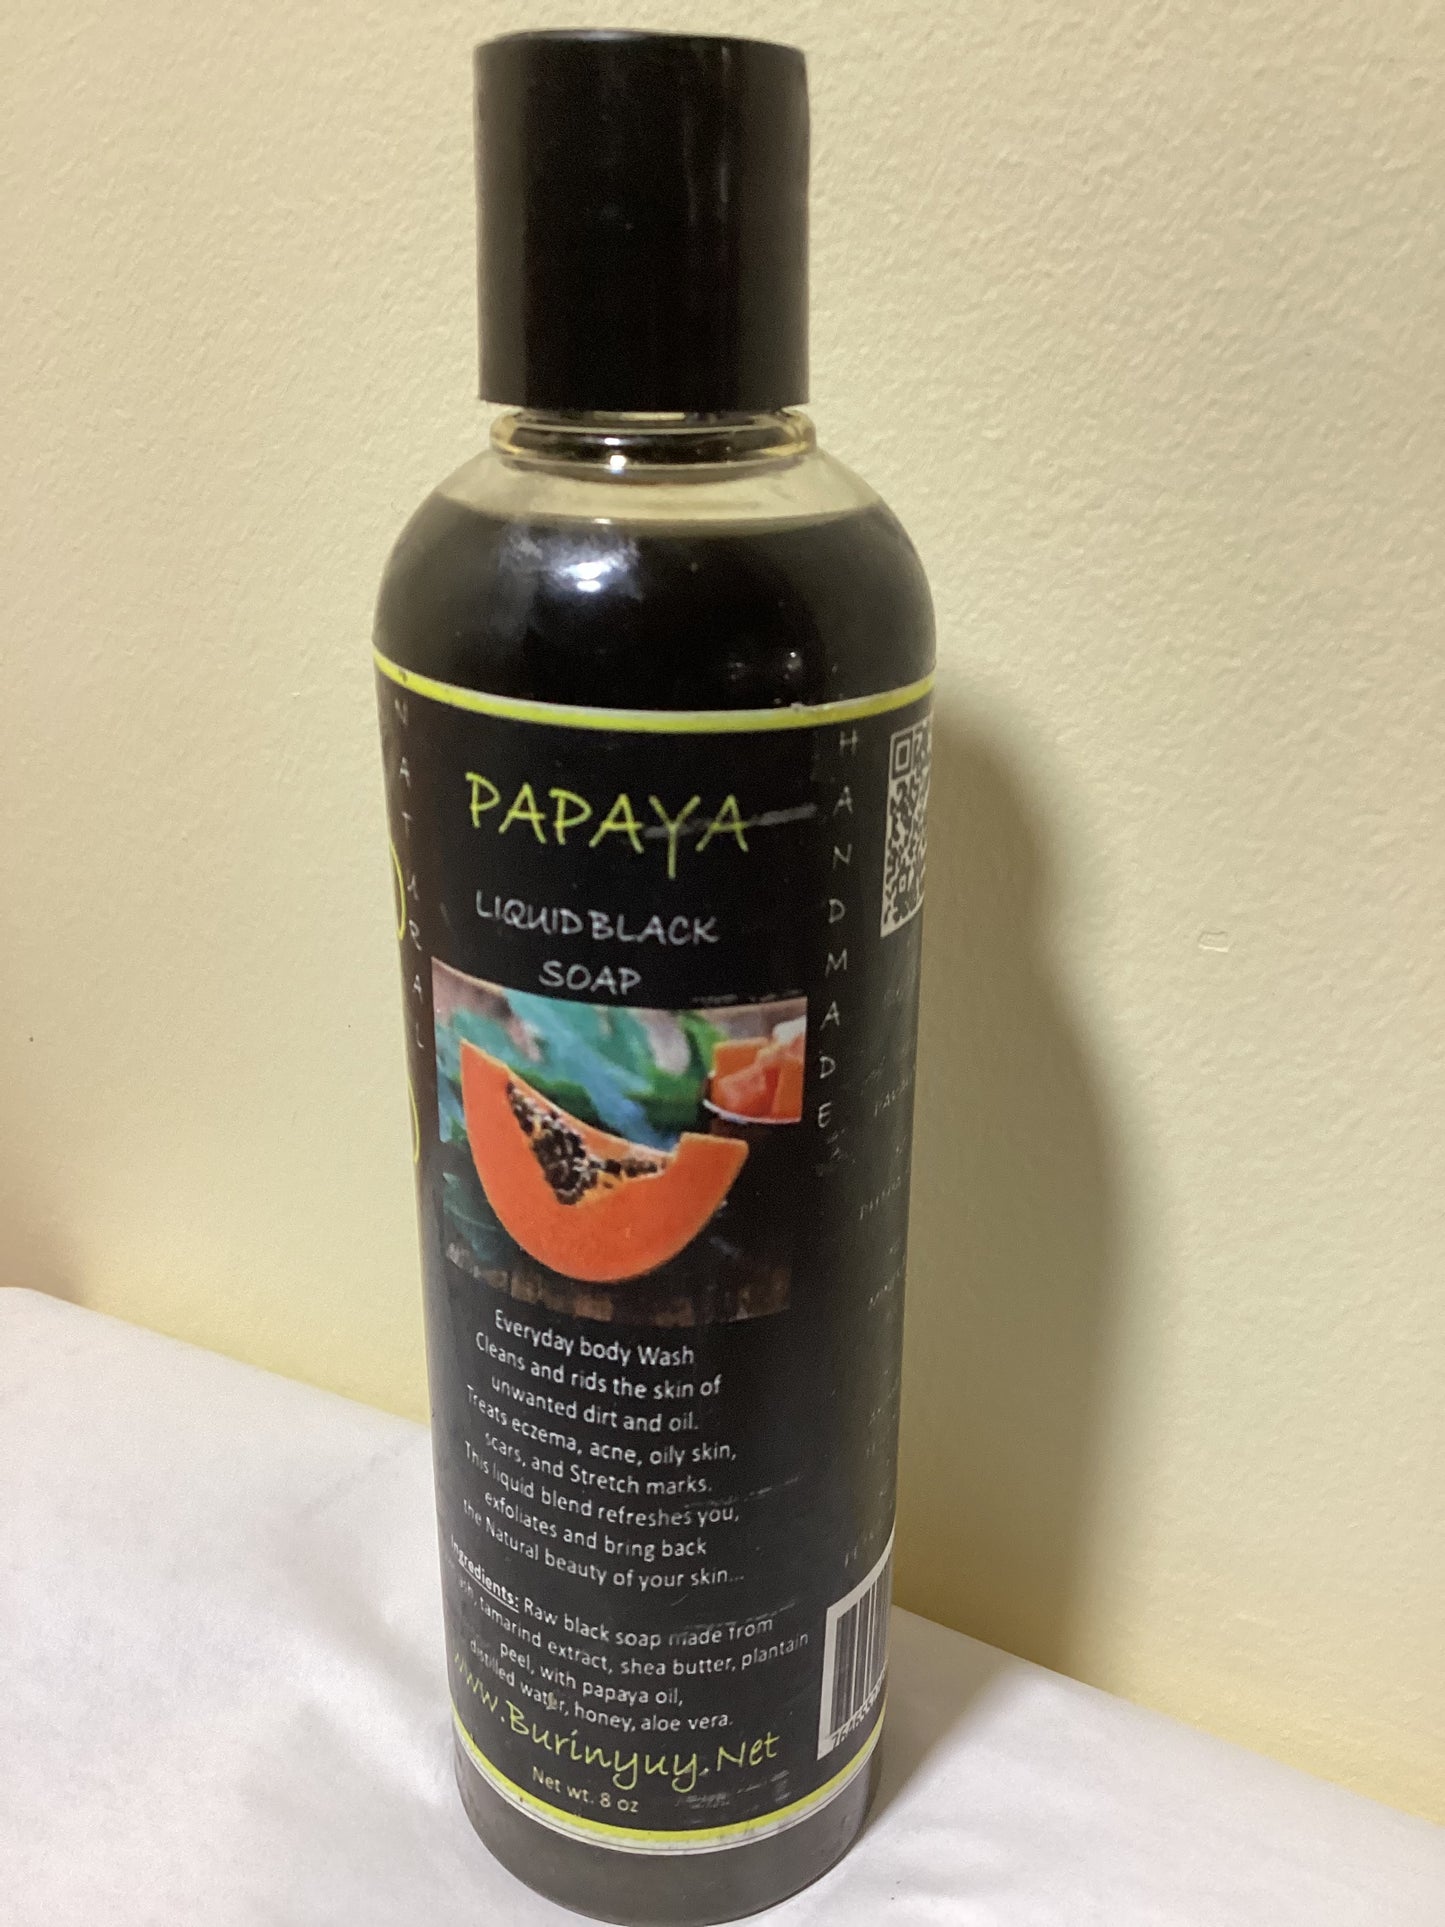 NATURAL
PAPAYA
LIQUID BLACK
SOAP
HANDMADE
Everyday body Wash
Cleans and rids the skin of
unwanted dirt and oil.
Treats eczema, acne, oily skin,
scars, and Stretch marks.
This liquid blend refreshes you,
exfoliates and bring back
the Natural beauty of your skin...
Ingredients: Raw black soap made from
tamarind extract, shea butter, plantain
peel, with papaya oil,
distilled water, honey, aloe vera.
www.Burinyuy.Net
Net wt. 8 oz